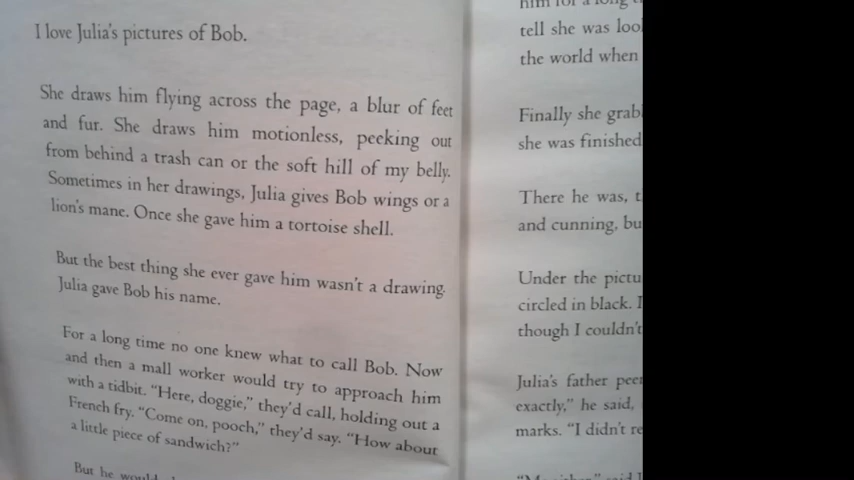 I love Julia's pictures of Bob.
She draws him flying across the page, a blur of feet
and fur. She draws him motionless, peeking out
from behind a trash can or the soft hill of my belly.
Sometimes in her drawings, Julia gives Bob wings or a
lion's mane. Once she gave him a tortoise shell.
But the best thing she ever gave him wasn't a drawing.
Julia gave Bob his name.
For a long time no one knew what to call Bob. Now
and then a mall worker would try to approach him
with a tidbit. "Here, doggie," they'd call, holding out a
French fry. "Come on, pooch," they'd say. "How about
a little piece of sandwich?"
But he would
him for a long
tell she was loo
the world when
Finally she grab
she was finished
There he was, t
and cunning, bu
Under the pictu
circled in black. I
though I couldn't
Julia's father peer
exactly," he said,
marks. "I didn't re